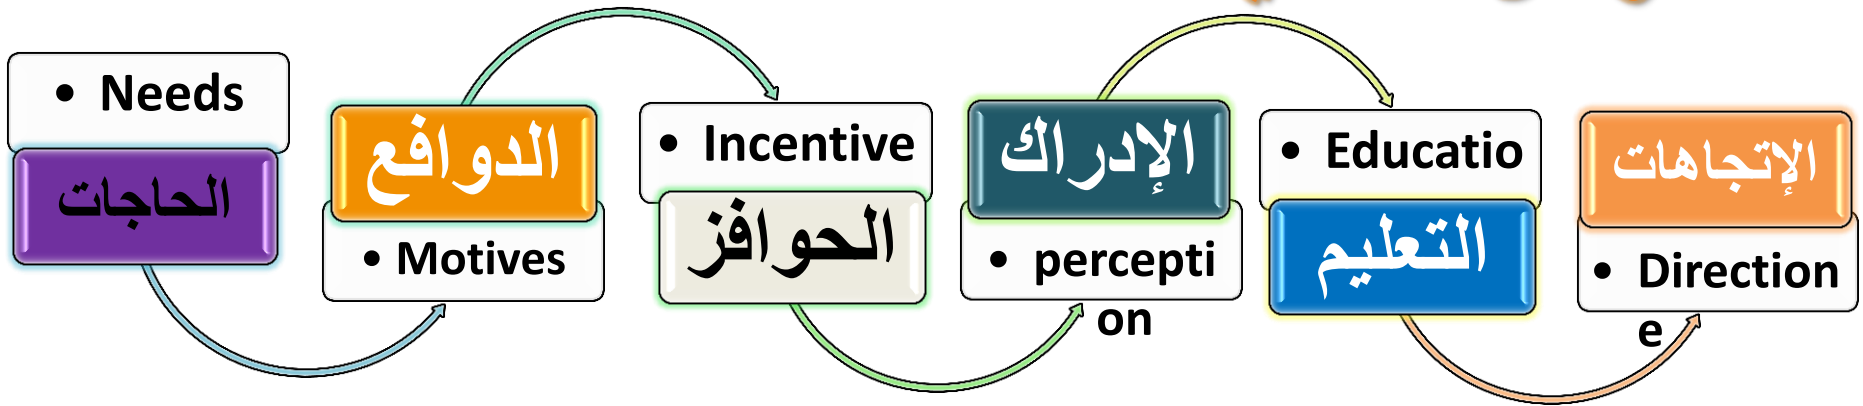 • Needs
الحاجات
الدوافع
• Motives
• Incentive
الحوافز
الإدراك
• percepti
on
• Educatio
التعليم
الإتجاهات
• Direction
e